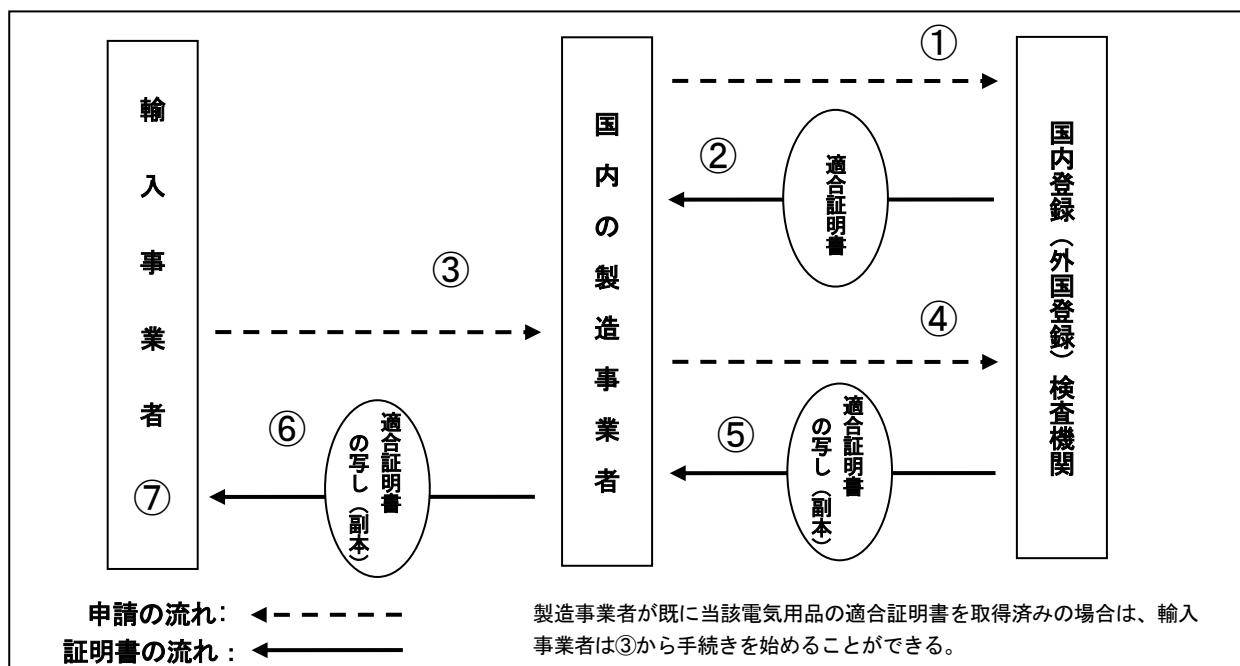 ①
輸入事業者
国内の製造事業者
国内登録(外国登録)検査機関
②
適合証明書
③
④
⑥
適合証明書
の写し(副本)
⑤
適合証明書
の写し(副本)
⑦
申請の流れ:
証明書の流れ:
製造事業者が既に当該電気用品の適合証明書を取得済みの場合は、輸入
事業者は③から手続きを始めることができる。